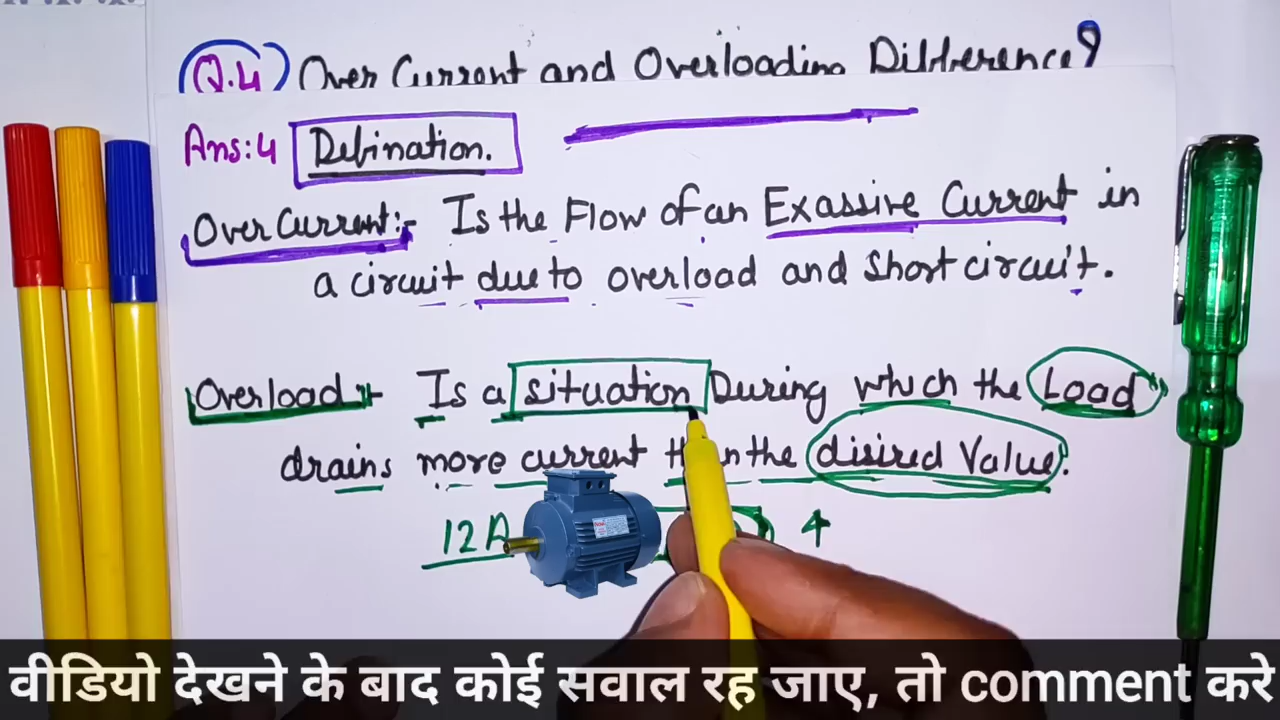 Q.4) Over Current and Overloading Difference?
Ans:4 Defination.
Over Current:- Is the Flow of an Exassive Current in
a circuit due to overload and short circuit.
Overload :- Is a situation During which the Load
drains more current than the disired Value.
12A 4
वीडियो देखने के बाद कोई सवाल रह जाए, तो comment करे